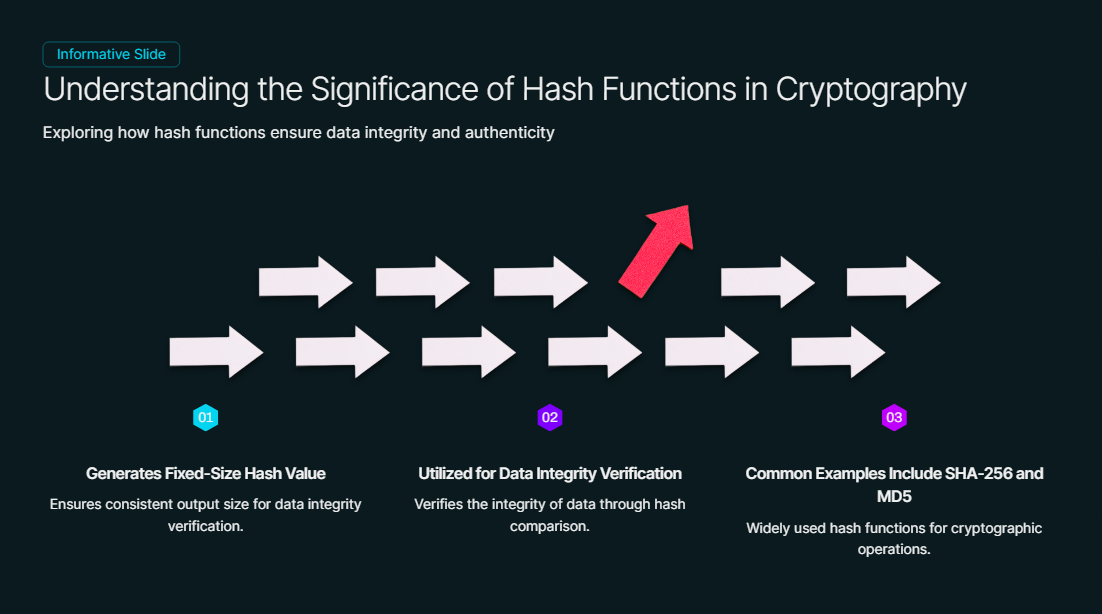 Informative Slide
Understanding the Significance of Hash Functions in Cryptography
Exploring how hash functions ensure data integrity and authenticity
01
Generates Fixed-Size Hash Value
Ensures consistent output size for data integrity
verification.
02
Utilized for Data Integrity Verification
Verifies the integrity of data through hash
comparison.
03
Common Examples Include SHA-256 and
MD5
Widely used hash functions for cryptographic
operations.